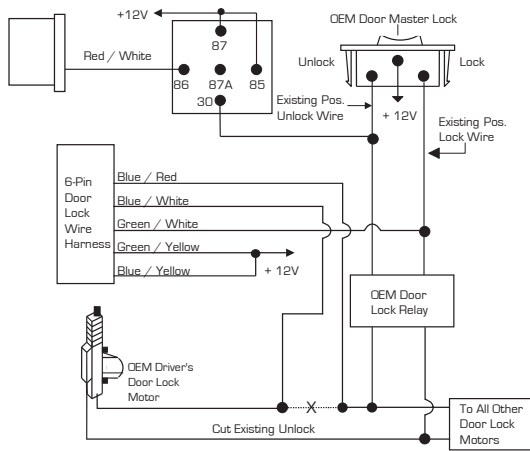 +12V
OEM Door Master Lock
87
Red / White
Unlock
Lock
86
87A
85
30
Existing Pos.
Unlock Wire
+ 12V
Existing Pos.
Lock Wire
6-Pin
Door
Lock
Wire
Harness
Blue / Red
Blue / White
Green / White
Green / Yellow
Blue / Yellow
+ 12V
OEM Door
Lock Relay
OEM Driver's
Door Lock
Motor
X
Cut Existing Unlock
To All Other
Door Lock
Motors